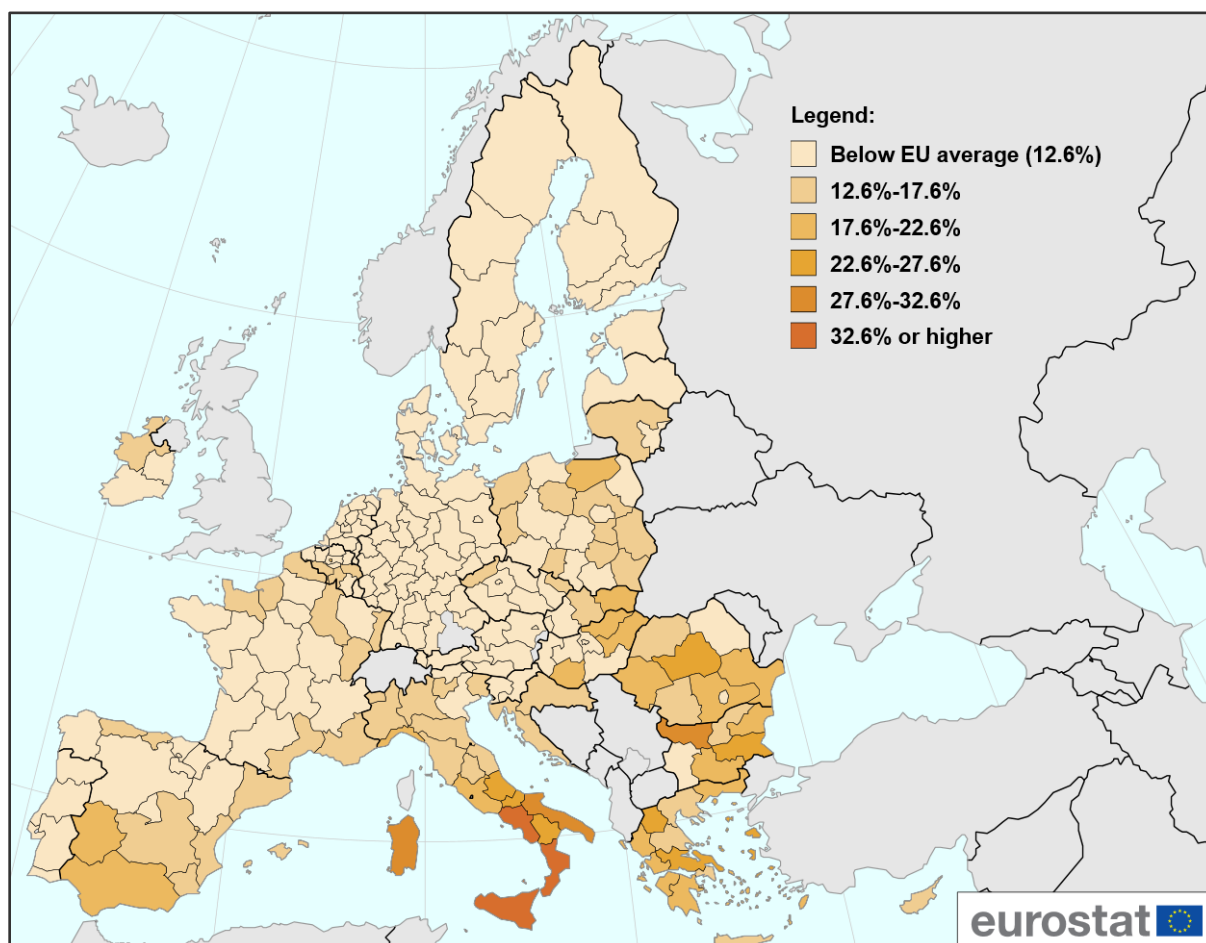 Legend:
Below EU average (12.6%)
12.6%-17.6%
17.6%-22.6%
22.6%-27.6%
27.6%-32.6%
32.6% or higher
eurostat